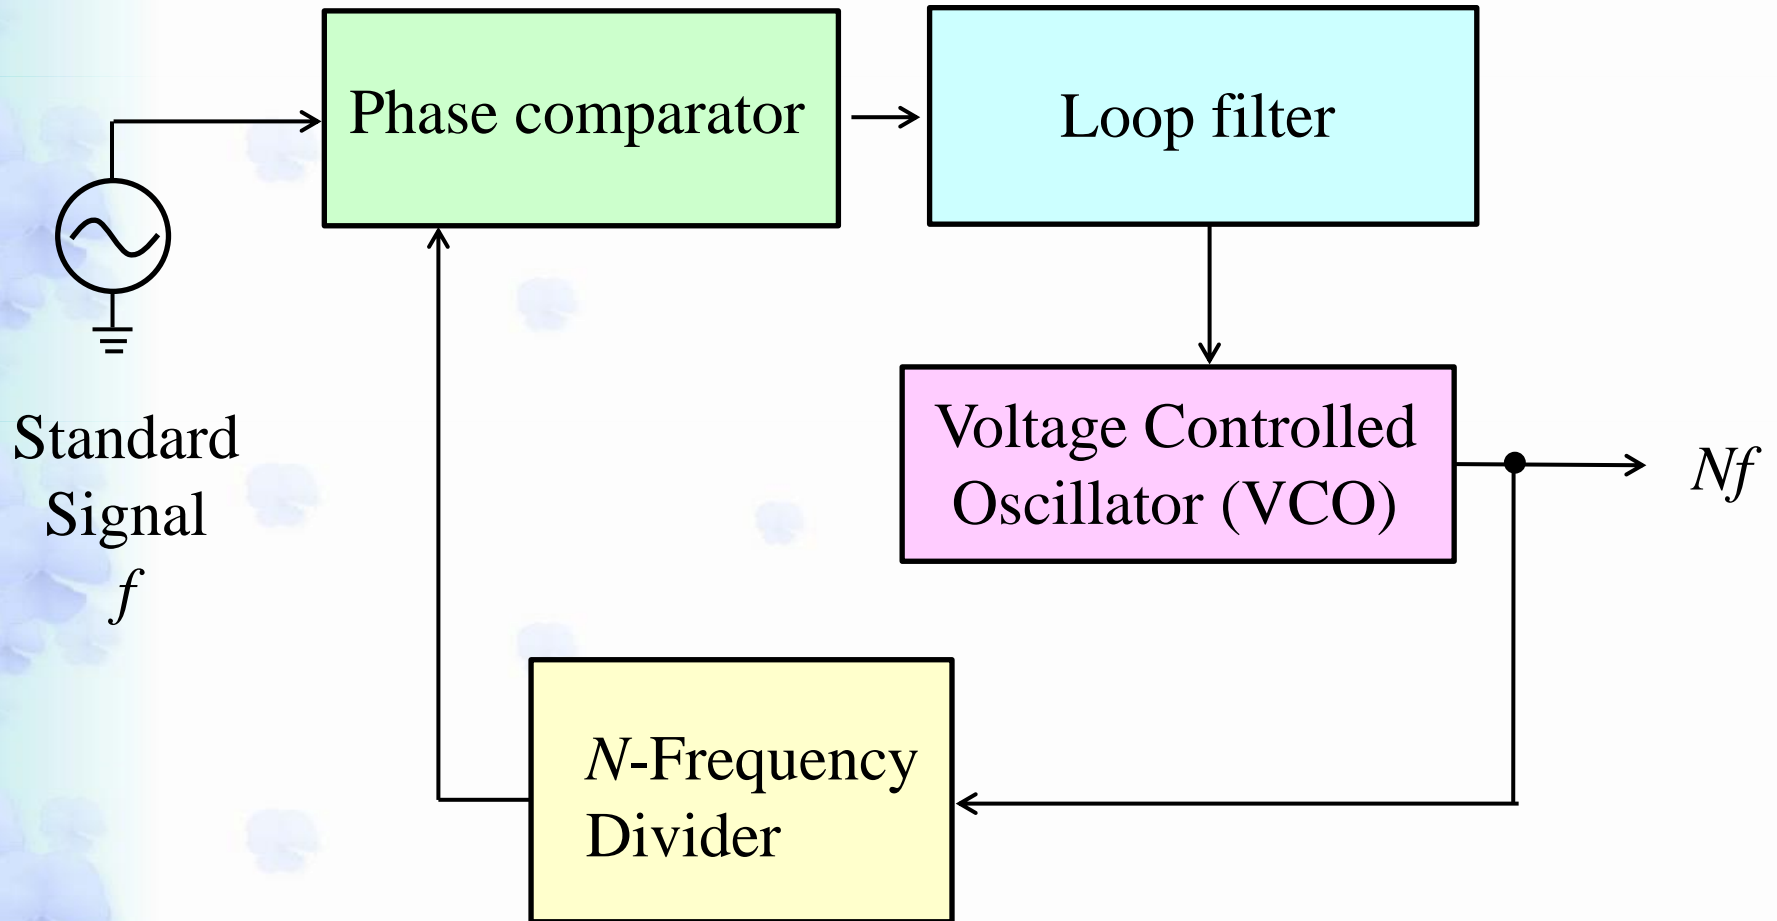 Phase comparator
Loop filter
Standard
Signal
f
Voltage Controlled
Oscillator (VCO)
Nf
N-Frequency
Divider